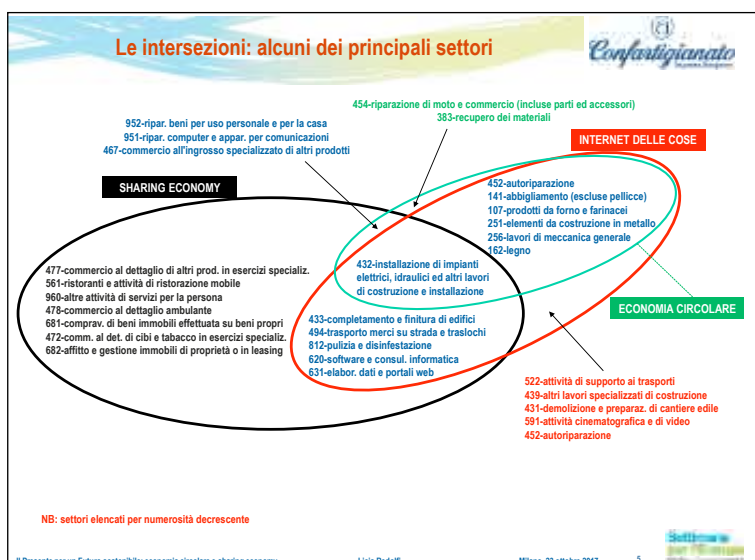 Le intersezioni: alcuni dei principali settori
Confartigianato
454-riparazione di moto e commercio (incluse parti ed accessori)
383-recupero dei materiali
952-ripar. beni per uso personale e per la casa
951-ripar. computer e appar. per comunicazioni
467-commercio all'ingrosso specializzato di altri prodotti
INTERNET DELLE COSE
SHARING ECONOMY
452-autoriparazione
141-abbigliamento (escluse pellicce)
107-prodotti da forno e farinacei
251-elementi da costruzione in metallo
256-lavori di meccanica generale
162-legno
477-commercio al dettaglio di altri prod. in esercizi specializ.
561-ristoranti e attività di ristorazione mobile
960-altre attività di servizi per la persona
478-commercio al dettaglio ambulante
681-comprav. di beni immobili effettuata su beni propri
472-comm. al det. di cibi e tabacco in esercizi specializ.
682-affitto e gestione immobili di proprietà o in leasing
432-installazione di impianti
elettrici, idraulici ed altri lavori
di costruzione e installazione
433-completamento e finitura di edifici
494-trasporto merci su strada e traslochi
812-pulizia e disinfestazione
620-software e consul. informatica
631-elabor. dati e portali web
ECONOMIA CIRCOLARE
522-attività di supporto ai trasporti
439-altri lavori specializzati di costruzione
431-demolizione e preparaz. di cantiere edile
591-attività cinematografica e di video
452-autoriparazione
NB: settori elencati per numerosità decrescente
5